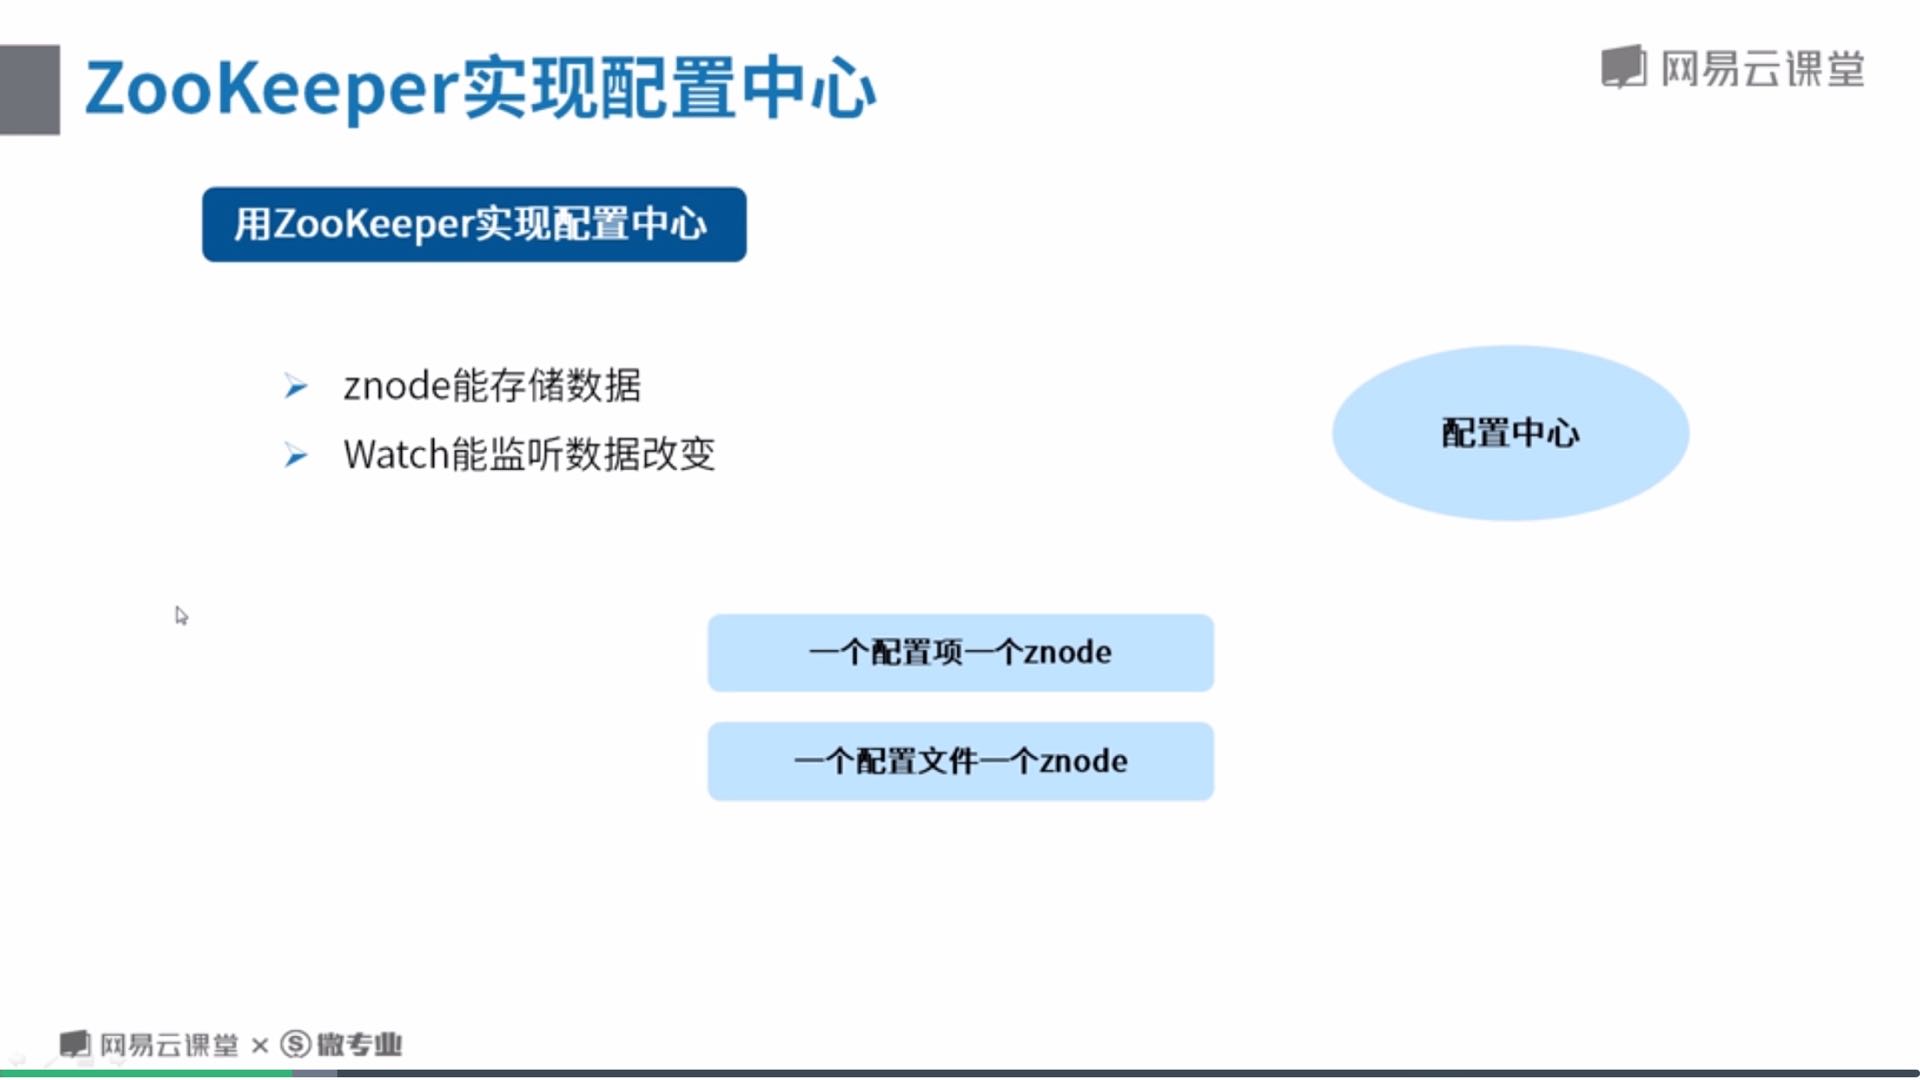 ZooKeeper实现配置中心
网易云课堂
用ZooKeeper实现配置中心
znode能存储数据
Watch能监听数据改变
配置中心
一个配置项一个znode
一个配置文件一个znode
网易云课堂 × Ⓢ微专业